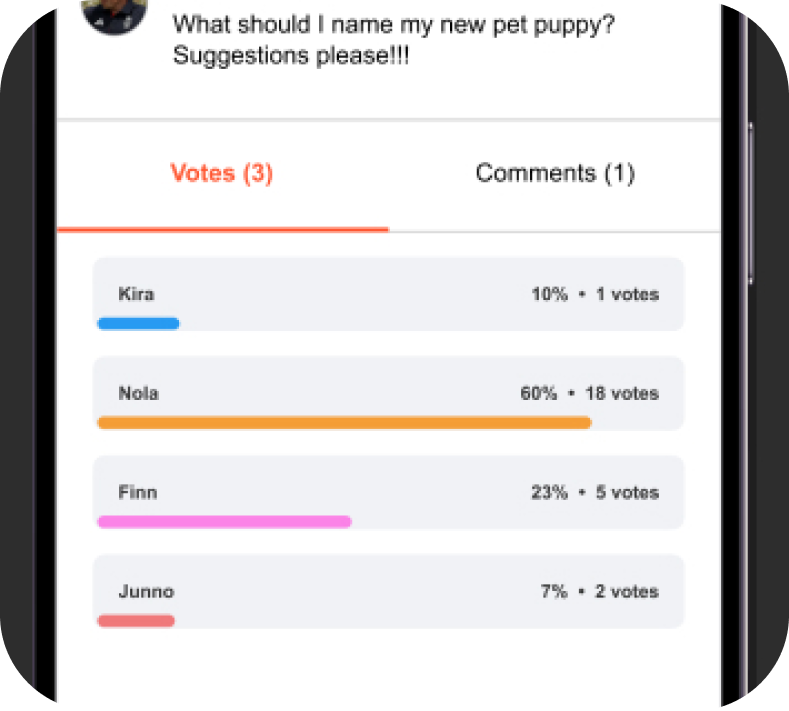 What should I name my new pet puppy?
Suggestions please!!!
Votes (3) Comments (1)
Kira 10% • 1 votes
Nola 60% • 18 votes
Finn 23% • 5 votes
Junno 7% • 2 votes